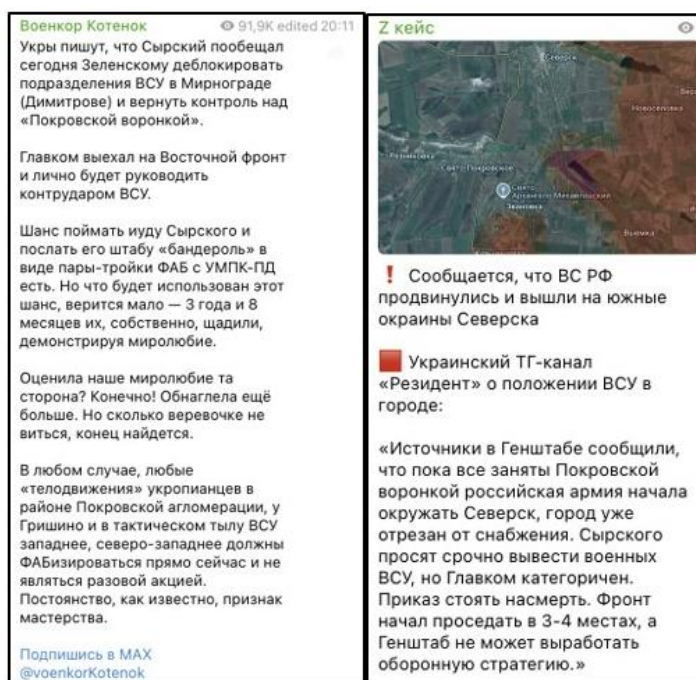 Военкор Котенок 91,9K edited 20:11
Укры пишут, что Сырский пообещал
сегодня Зеленскому деблокировать
подразделения ВСУ в Мирнограде
(Димитрове) и вернуть контроль над
«Покровской воронкой».
Главком выехал на Восточной фронт
и лично будет руководить
контрударом ВСУ.
Шанс поймать иуду Сырского и
послать его штабу «бандероль» в
виде пары-тройки ФАБ с УМПК-ПД
есть. Но что будет использован этот
шанс, верится мало — 3 года и 8
месяцев их, собственно, щадили,
демонстрируя миролюбие.
Оценила наше миролюбие та
сторона? Конечно! Обнаглела ещё
больше. Но сколько веревочке не
виться, конец найдется.
В любом случае, любые
«телодвижения» укропианцев в
районе Покровской агломерации, у
Гришино и в тактическом тылу ВСУ
западнее, северо-западнее должны
ФАБизироваться прямо сейчас и не
являться разовой акцией.
Постоянство, как известно, признак
мастерства.
Подпишись в MAX
@voenkorKotenok
Z кейс
Северск
Новоселовка
Резниковка
Свято-Покровское
Свято
Архангело Михайловский
Звановка
Выемка
❗ Сообщается, что ВС РФ
продвинулись и вышли на южные
окраины Северска
🟥 Украинский ТГ-канал
«Резидент» о положении ВСУ в
городе:
«Источники в Генштабе сообщили,
что пока все заняты Покровской
воронкой российская армия начала
окружать Северск, город уже
отрезан от снабжения. Сырского
просят срочно вывести военных
ВСУ, но Главком категоричен.
Приказ стоять насмерть. Фронт
начал проседать в 3-4 местах, а
Генштаб не может выработать
оборонную стратегию.»